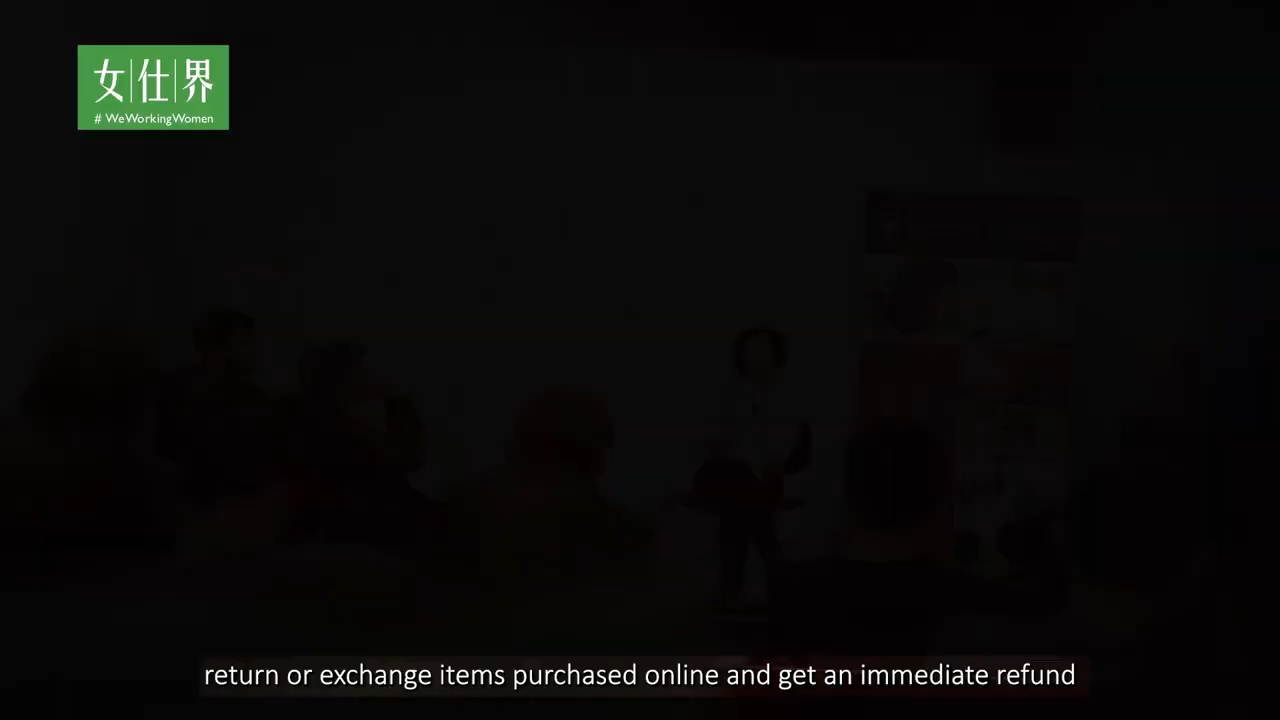 女仕界
# WeWorkingWomen
return or exchange items purchased online and get an immediate refund